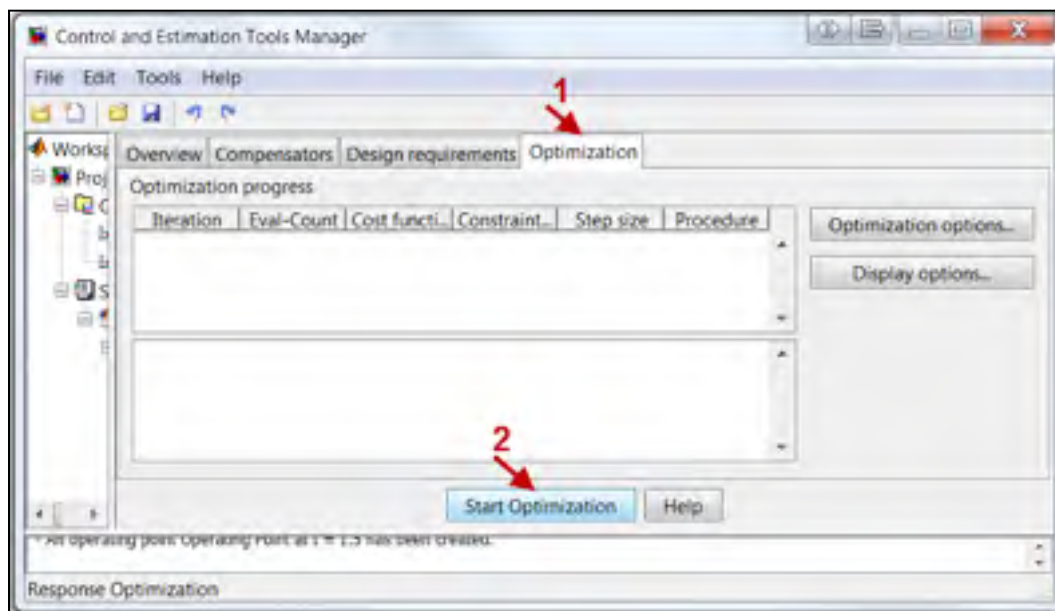 Control and Estimation Tools Manager
File Edit Tools Help
1
Works
Overview Compensators Design requirements Optimization
Proj
Optimization progress
Iteration Eval-Count Cost functi... Constraint... Step size Procedure
Optimization options...
Display options...
S
2
Start Optimization Help
- An operating point Operating Point at t = 1.5 has been created.
Response Optimization